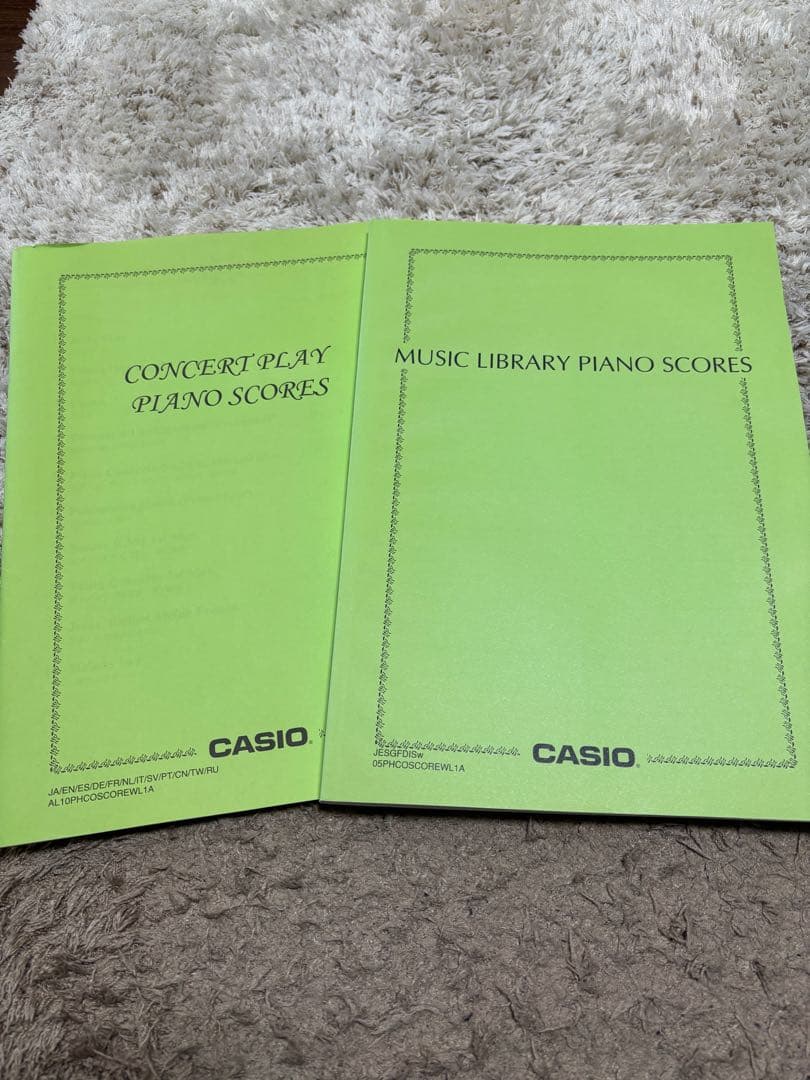 CONCERT PLAY
PIANO SCORES
CASIO
JA/EN/ES/DE/FR/NL/IT/SV/PT/CN/TW/RU
AL10PHCOSCOREWL1A
MUSIC LIBRARY PIANO SCORES
JESGFDISw
05PHCOSCOREWL1A
CASIO